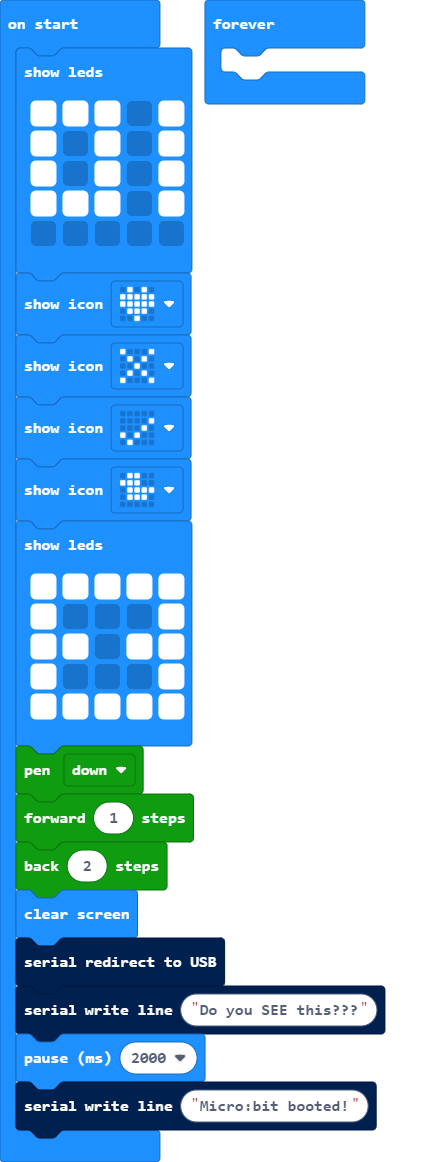 on start
forever
show leds
show icon
show icon
show icon
show icon
show leds
pen down
forward 1 steps
back 2 steps
clear screen
serial redirect to USB
serial write line "Do you SEE this???"
pause (ms) 2000
serial write line "Micro:bit booted!"